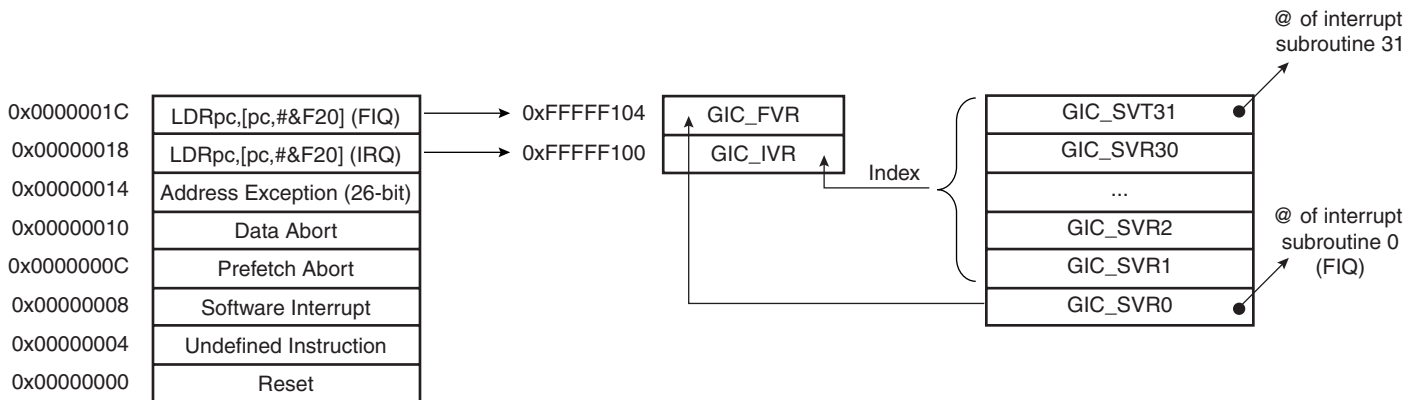 @ of interrupt
subroutine 31
0x0000001C
LDRpc,[pc,#&F20] (FIQ)
0xFFFFF104
GIC_FVR
GIC_SVT31
0x00000018
LDRpc,[pc,#&F20] (IRQ)
0xFFFFF100
GIC_IVR
GIC_SVR30
Index
0x00000014
Address Exception (26-bit)
...
0x00000010
Data Abort
GIC_SVR2
@ of interrupt
subroutine 0
(FIQ)
0x0000000C
Prefetch Abort
GIC_SVR1
0x00000008
Software Interrupt
GIC_SVR0
0x00000004
Undefined Instruction
0x00000000
Reset